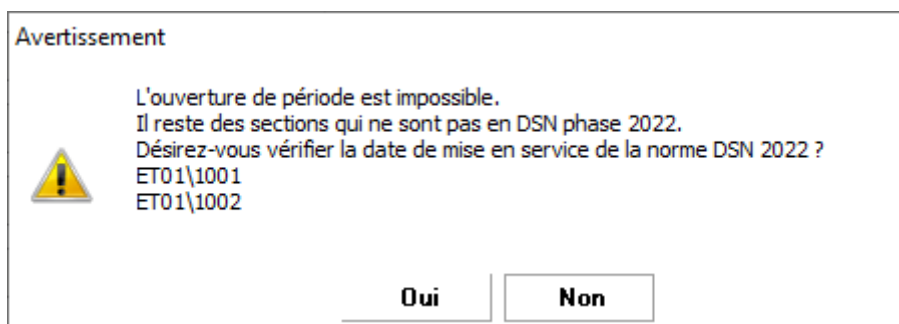 Avertissement
L'ouverture de période est impossible.
Il reste des sections qui ne sont pas en DSN phase 2022.
Désirez-vous vérifier la date de mise en service de la norme DSN 2022 ?
ET01\1001
ET01\1002
Oui
Non